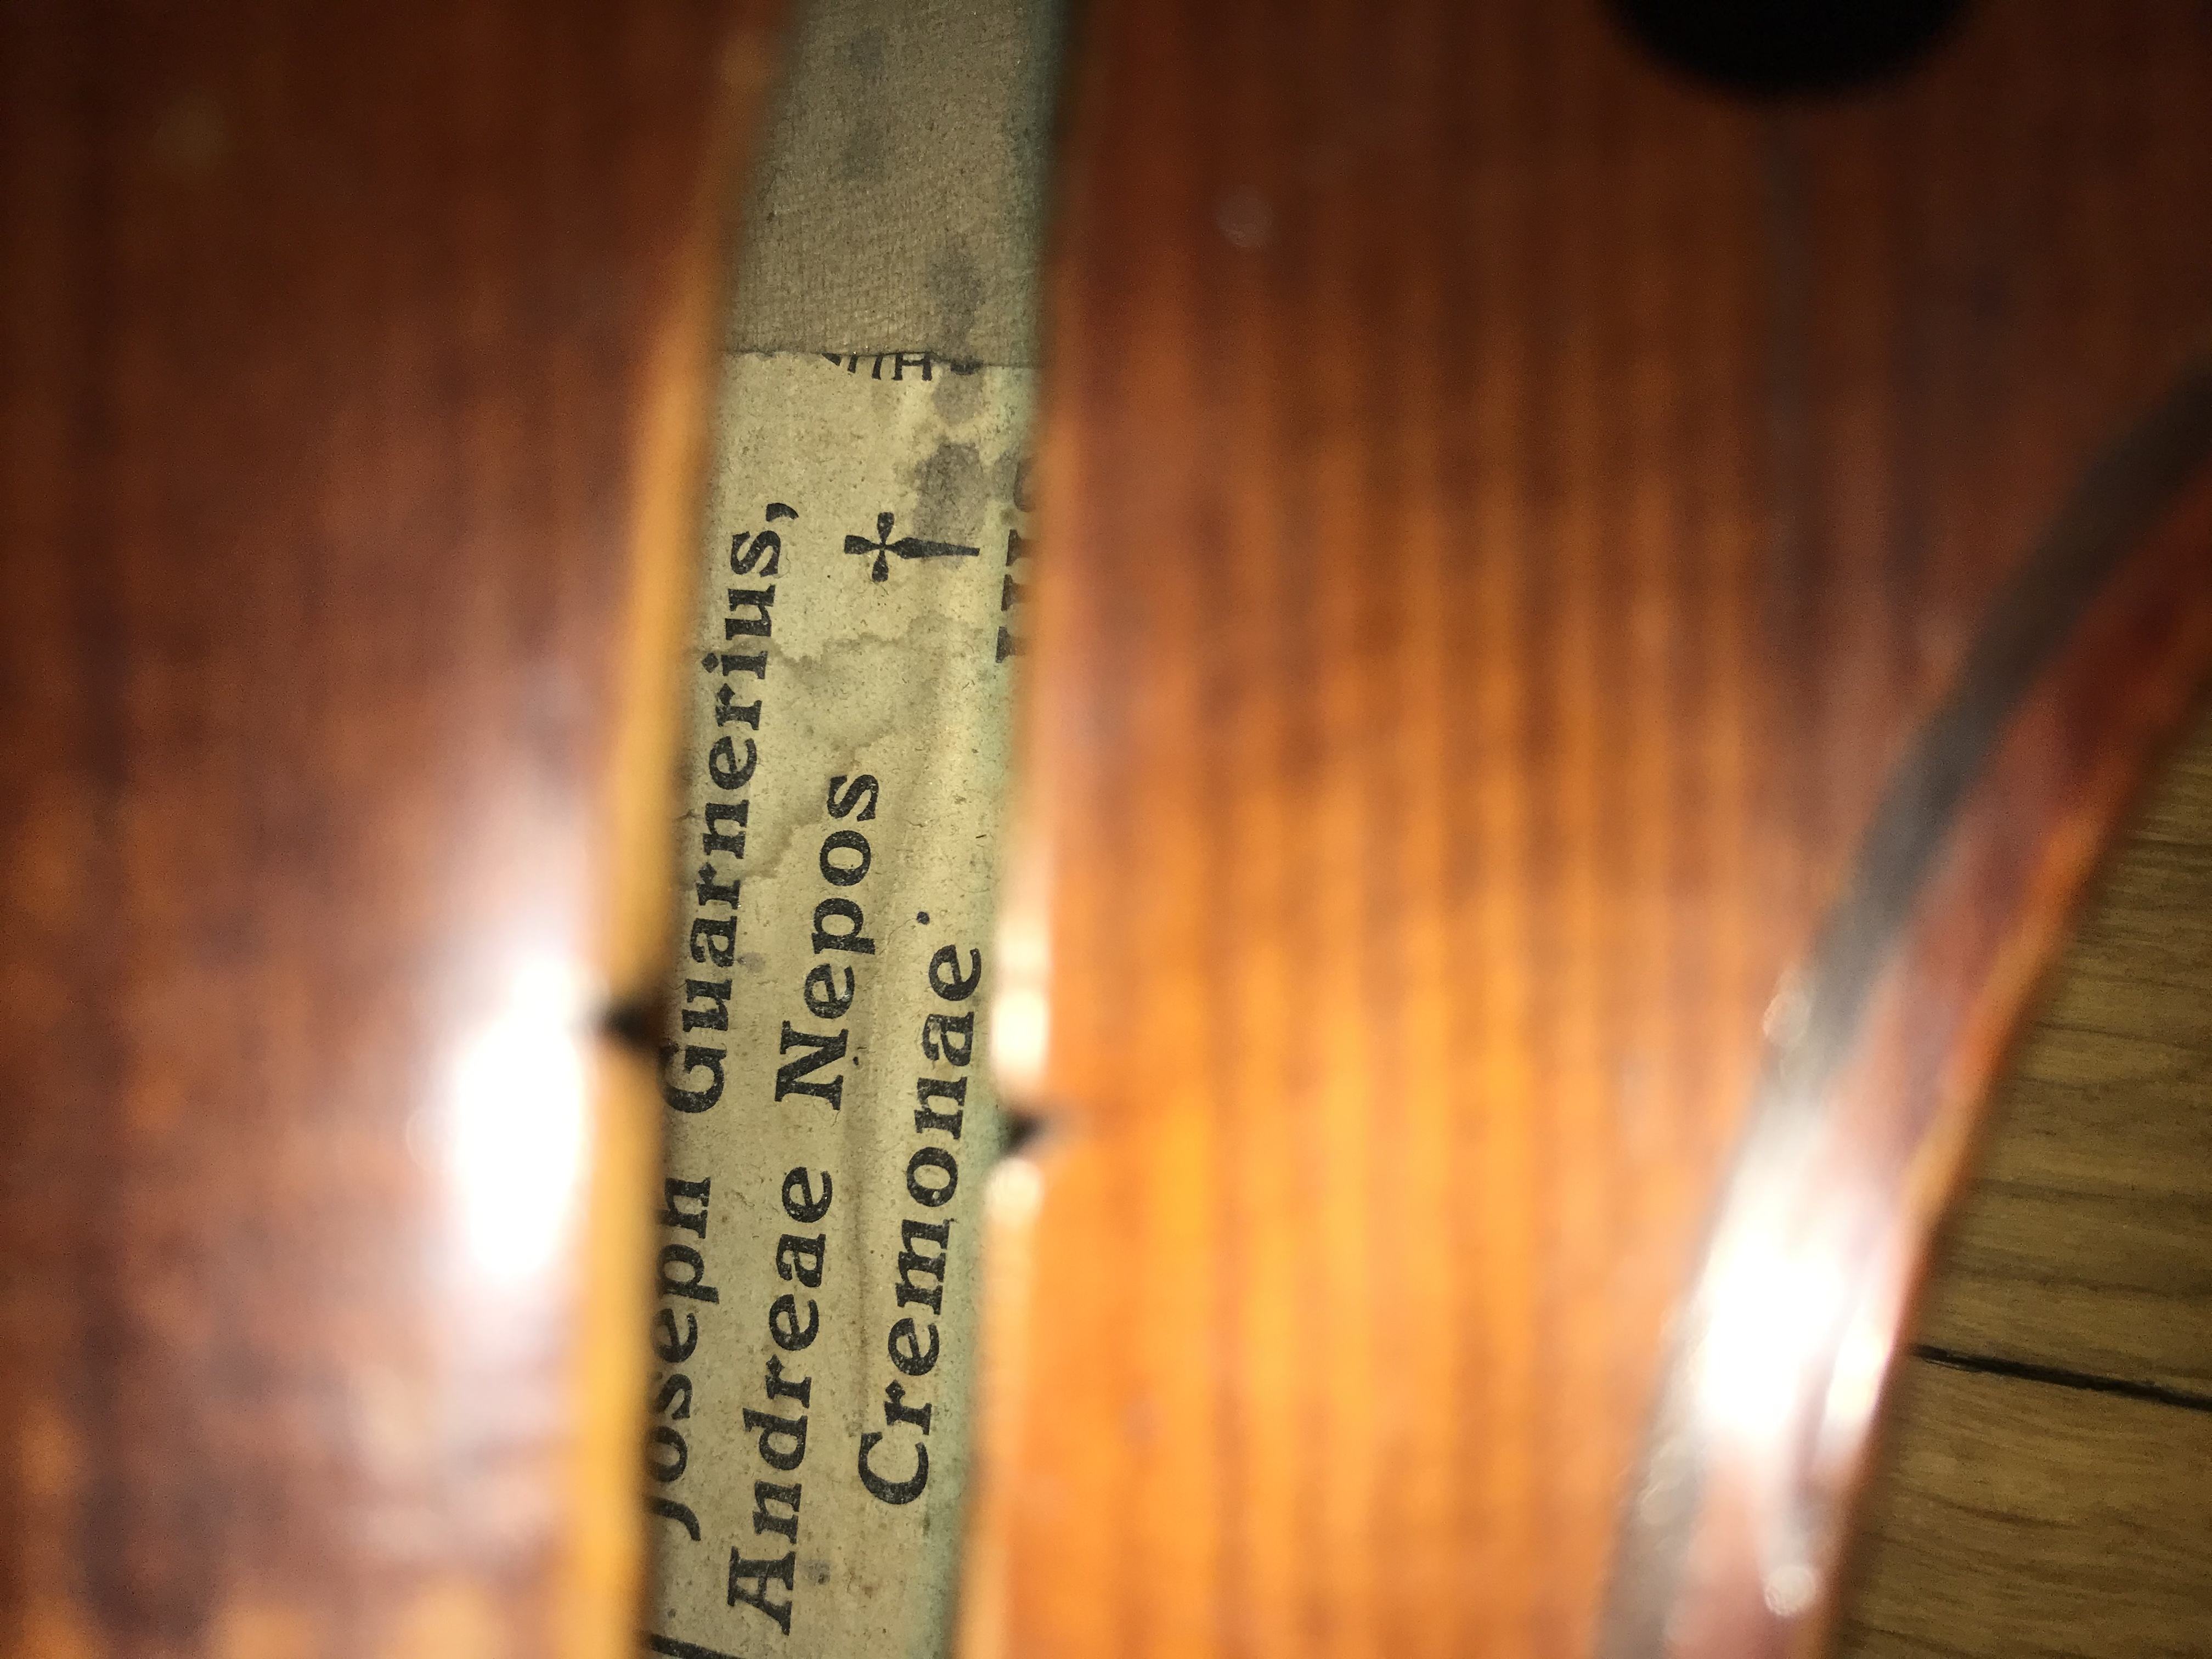 Joseph Guarnerius,
Andreae Nepos †
Cremonae.